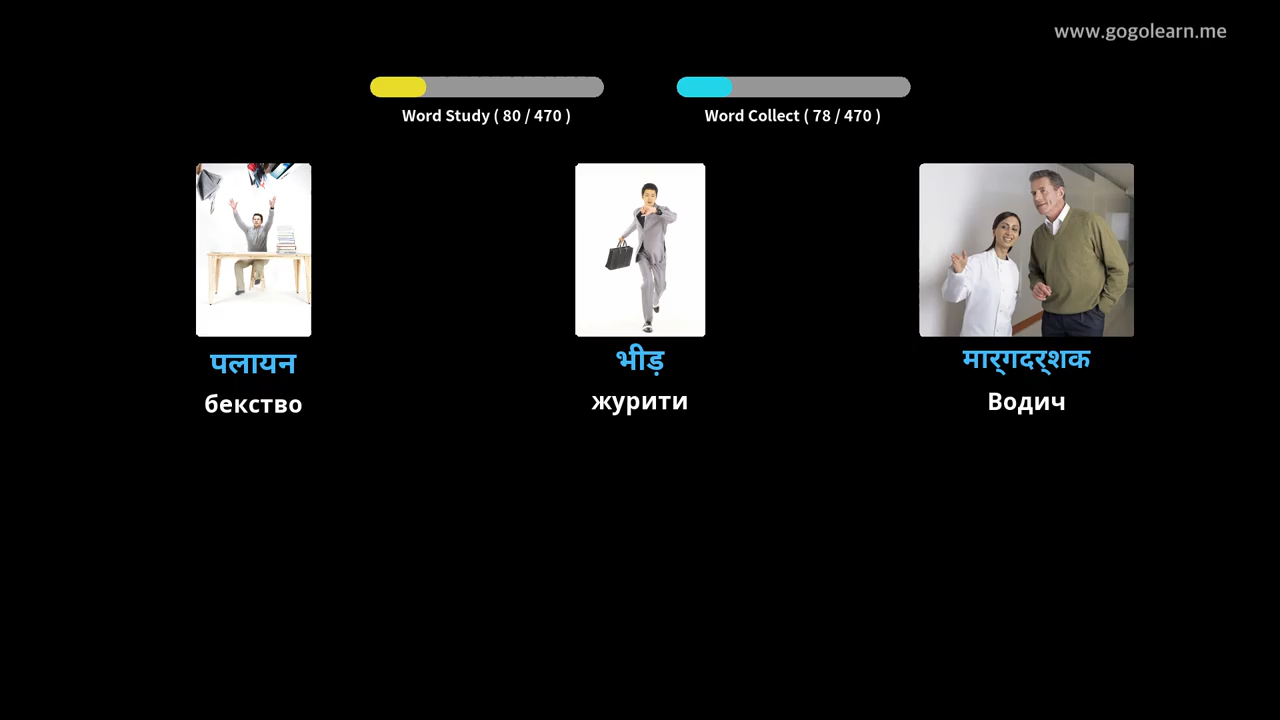 www.gogolearn.me
Word Study ( 80 / 470 )
Word Collect ( 78 / 470 )
पलायन
भीड़
मार्गदर्शक
бекство
журити
Водич